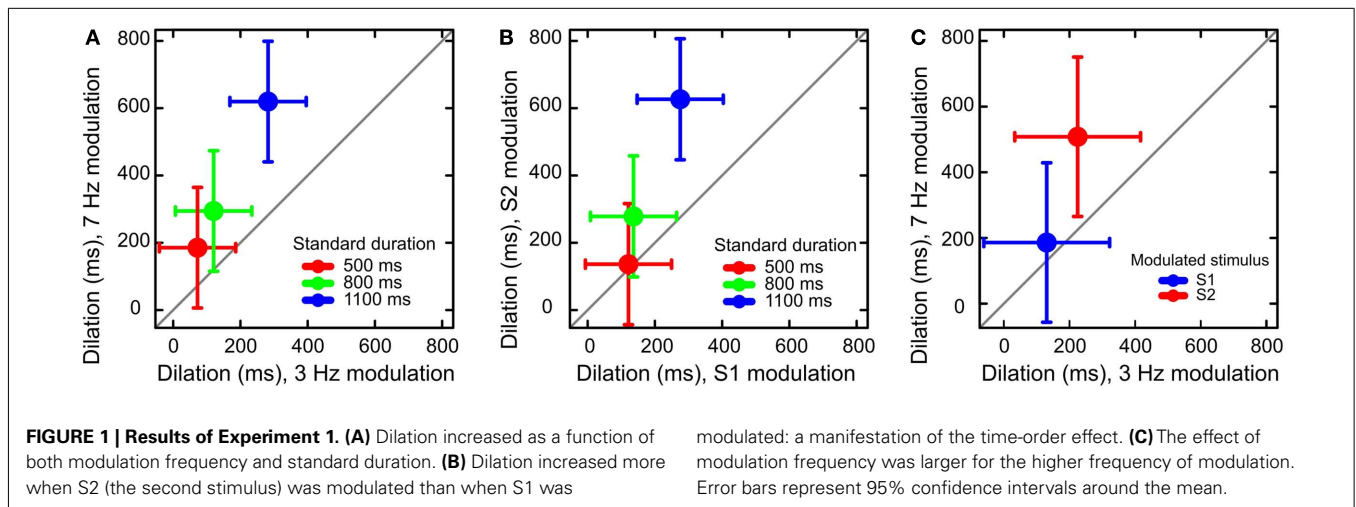 A
800
600
400
200
0
Dilation (ms), 7 Hz modulation
Standard duration
500 ms
800 ms
1100 ms
0 200 400 600 800
Dilation (ms), 3 Hz modulation
B
800
600
400
200
0
Dilation (ms), S2 modulation
Standard duration
500 ms
800 ms
1100 ms
0 200 400 600 800
Dilation (ms), S1 modulation
C
800
600
400
200
0
Dilation (ms), 7 Hz modulation
Modulated stimulus
S1
S2
0 200 400 600 800
Dilation (ms), 3 Hz modulation
FIGURE 1 | Results of Experiment 1. (A) Dilation increased as a function of
both modulation frequency and standard duration. (B) Dilation increased more
when S2 (the second stimulus) was modulated than when S1 was
modulated: a manifestation of the time-order effect. (C) The effect of
modulation frequency was larger for the higher frequency of modulation.
Error bars represent 95% confidence intervals around the mean.